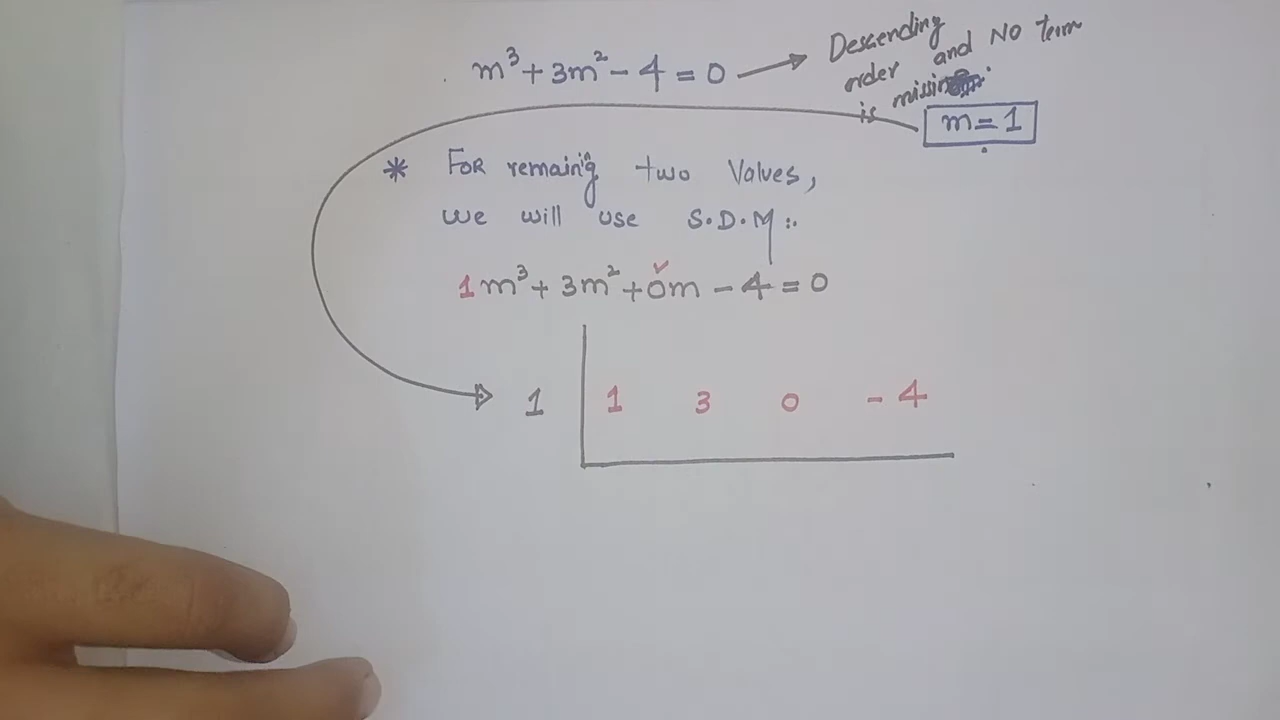 m³ + 3m² - 4 = 0
Descending
order and No term
is missing.
m = 1
* For remaing two values,
we will use S.D.M:.
1m³ + 3m² + 0m - 4 = 0
1 1 3 0 -4